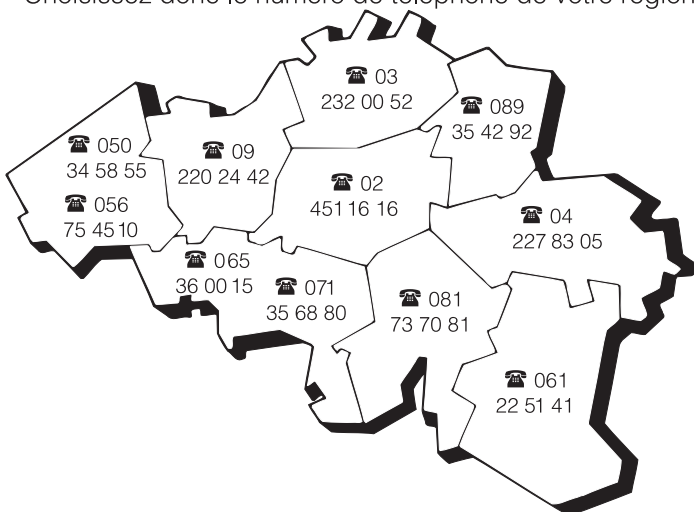 Choisissez donc le numéro de téléphone de votre région
☎ 03
232 00 52
☎ 089
35 42 92
☎ 050
34 58 55
☎ 09
220 24 42
☎ 056
75 45 10
☎ 02
451 16 16
☎ 04
227 83 05
☎ 065
36 00 15
☎ 071
35 68 80
☎ 081
73 70 81
☎ 061
22 51 41